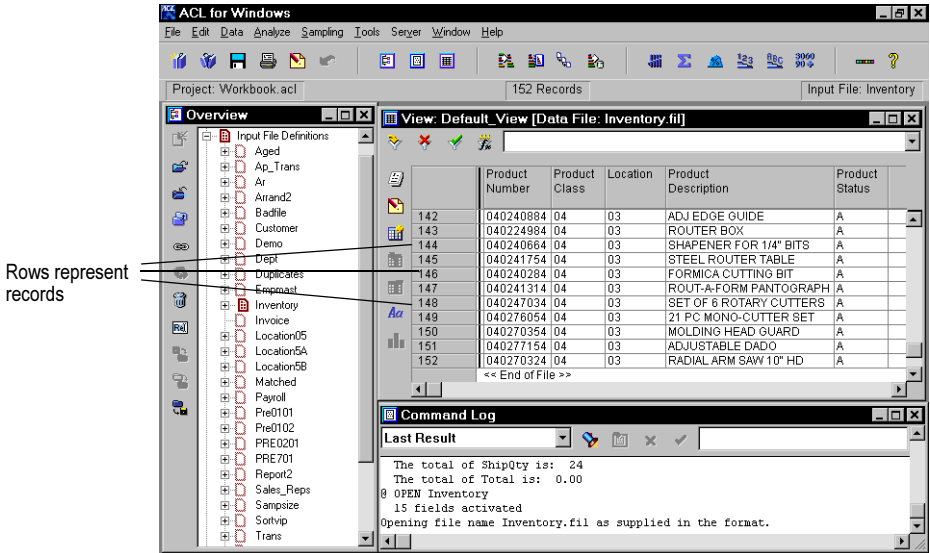 ACL for Windows
File Edit Data Analyze Sampling Tools Server Window Help
Project: Workbook.acl 152 Records Input File: Inventory
Overview
Input File Definitions
Aged
Ap_Trans
Ar
Arrand2
Badfile
Customer
Demo
Dept
Duplicates
Empmast
Inventory
Invoice
Location05
Location5A
Location5B
Matched
Payroll
Pre0101
Pre0102
PRE0201
PRE701
Report2
Sales_Reps
Sampsize
Sortvip
Trans
Rows represent
records
View: Default_View [Data File: Inventory.fil]
Product Number Product Class Location Product Description Product Status
142 040240884 04 03 ADJ EDGE GUIDE A
143 040224984 04 03 ROUTER BOX A
144 040240664 04 03 SHAPENER FOR 1/4" BITS A
145 040241754 04 03 STEEL ROUTER TABLE A
146 040240284 04 03 FORMICA CUTTING BIT A
147 040241314 04 03 ROUT-A-FORM PANTOGRAPH A
148 040247034 04 03 SET OF 6 ROTARY CUTTERS A
149 040276054 04 03 21 PC MONO-CUTTER SET A
150 040270354 04 03 MOLDING HEAD GUARD A
151 040277154 04 03 ADJUSTABLE DADO A
152 040270324 04 03 RADIAL ARM SAW 10" HD A
<< End of File >>
Command Log
Last Result
The total of ShipQty is: 24
The total of Total is: 0.00
@ OPEN Inventory
15 fields activated
Opening file name Inventory.fil as supplied in the format.